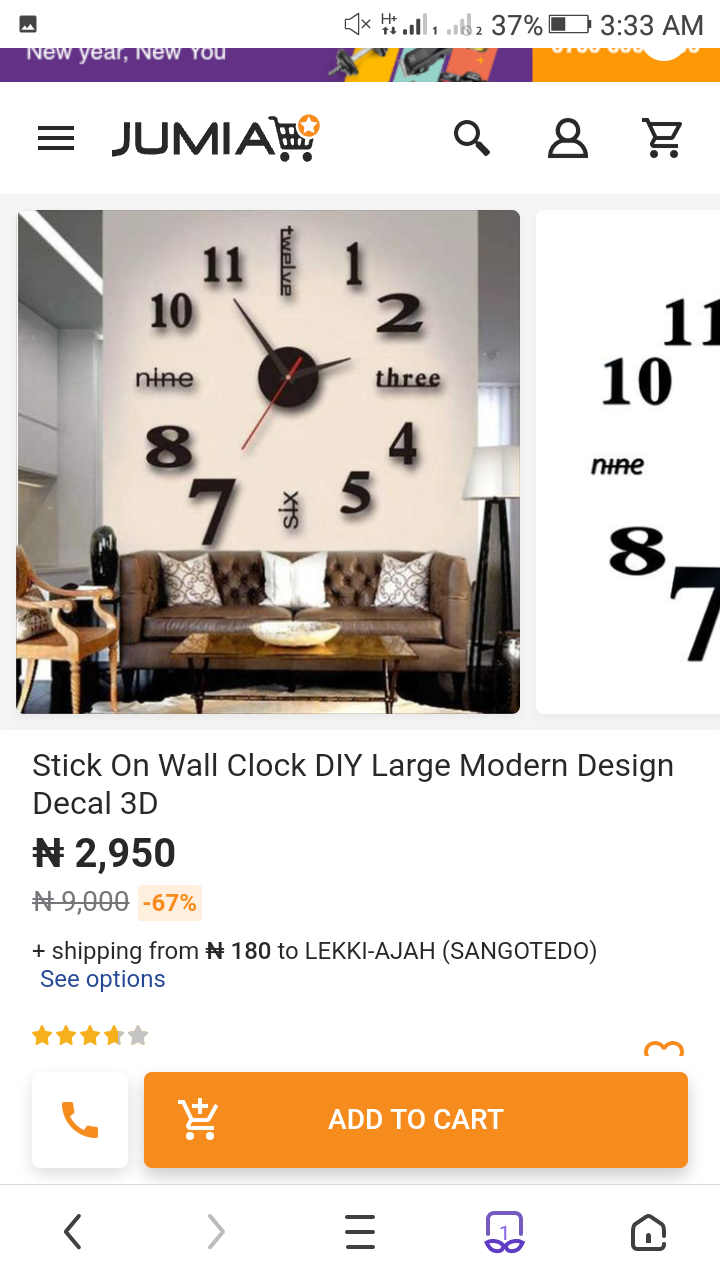 H+ 1 2 37% 3:33 AM
New year, New You
JUMIA
11 twelve 1
10 2
nine three
8 4
7 six 5
11
10
nine
8
7
Stick On Wall Clock DIY Large Modern Design
Decal 3D
₦ 2,950
₦ 9,000 -67%
+ shipping from ₦ 180 to LEKKI-AJAH (SANGOTEDO)
See options
ADD TO CART
1